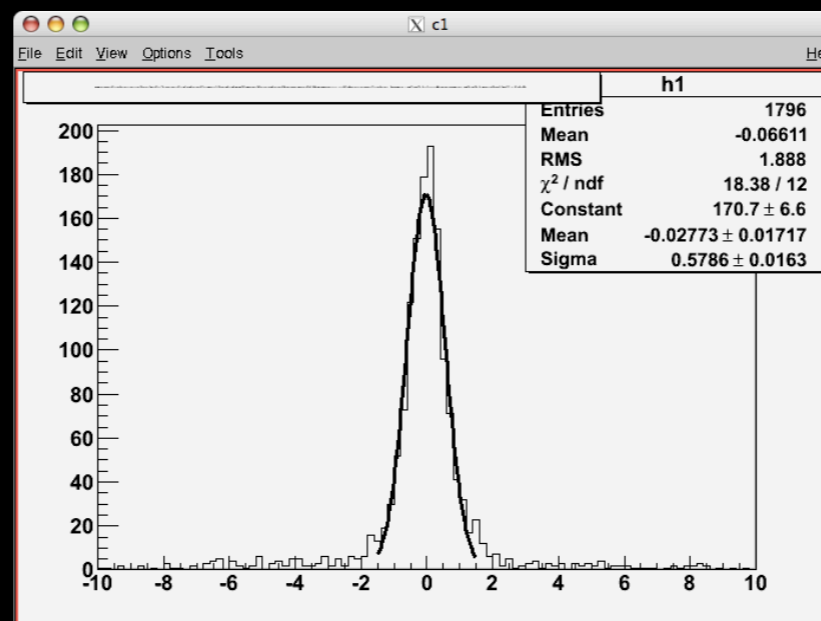 c1
File Edit View Options Tools He
h1
Entries 1796
Mean -0.06611
RMS 1.888
χ² / ndf 18.38 / 12
Constant 170.7 ± 6.6
Mean -0.02773 ± 0.01717
Sigma 0.5786 ± 0.0163
200
180
160
140
120
100
80
60
40
20
0
-10 -8 -6 -4 -2 0 2 4 6 8 10